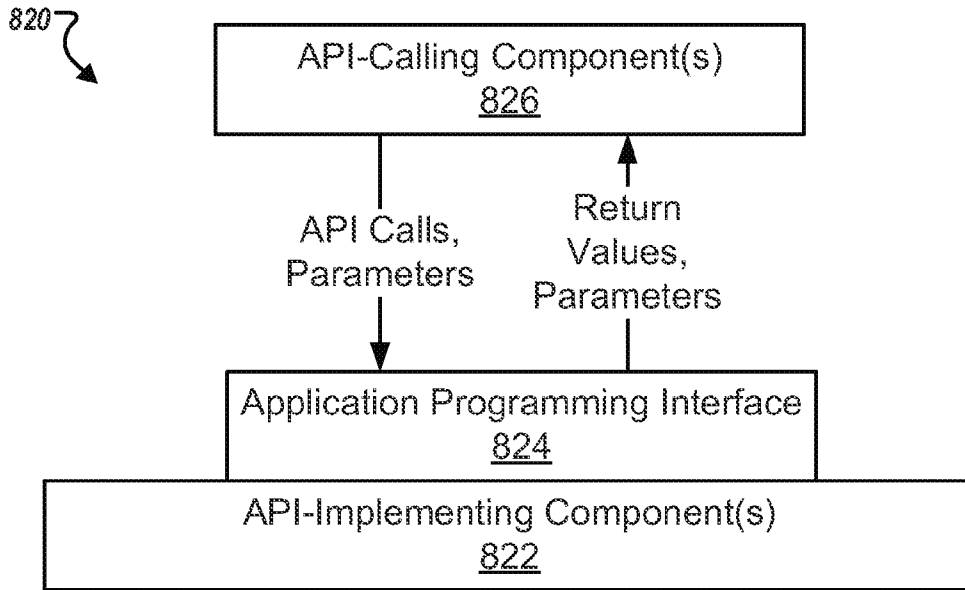 820
API-Calling Component(s)
826
API Calls,
Parameters
Return
Values,
Parameters
Application Programming Interface
824
API-Implementing Component(s)
822